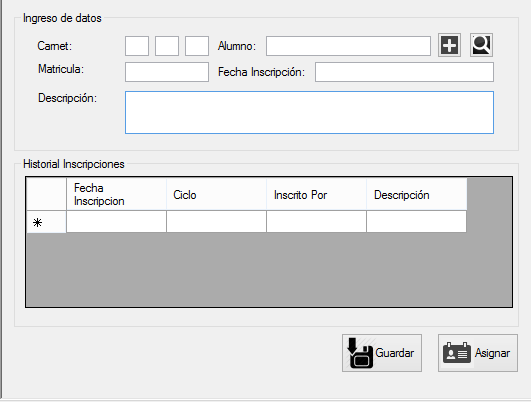 Ingreso de datos
Carnet: Alumno:
Matricula: Fecha Inscripción:
Descripción:
Historial Inscripciones
Fecha Inscripcion Ciclo Inscrito Por Descripción
Guardar Asignar